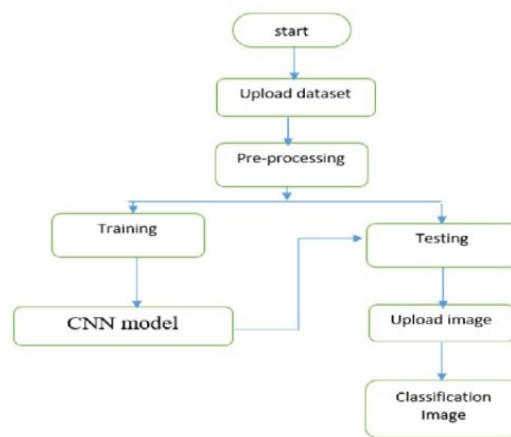 start
Upload dataset
Pre-processing
Training
Testing
CNN model
Upload image
Classification
Image